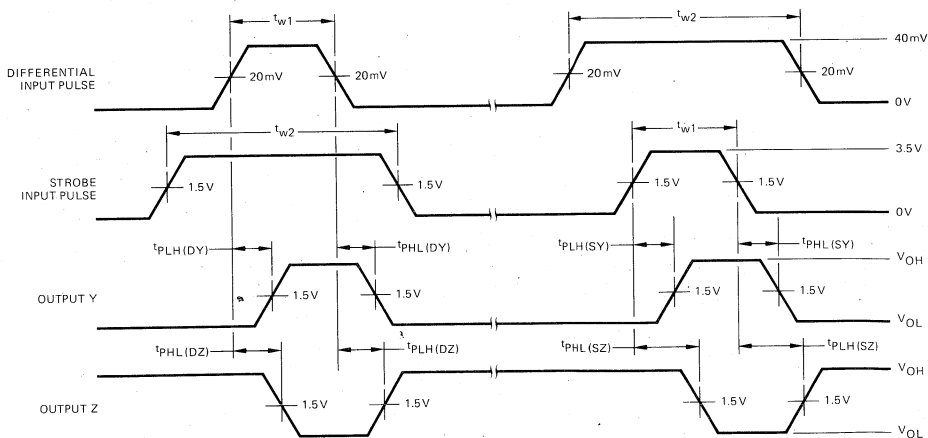 tw1
tw2
40mV
DIFFERENTIAL
INPUT PULSE
20mV
20mV
20mV
20mV
0V
tw2
tw1
3.5V
STROBE
INPUT PULSE
1.5V
1.5V
1.5V
1.5V
0V
tPLH(DY)
tPHL(DY)
tPLH(SY)
tPHL(SY)
VOH
OUTPUT Y
1.5V
1.5V
1.5V
1.5V
VOL
tPHL(DZ)
tPLH(DZ)
tPHL(SZ)
tPLH(SZ)
VOH
OUTPUT Z
1.5V
1.5V
1.5V
1.5V
VOL